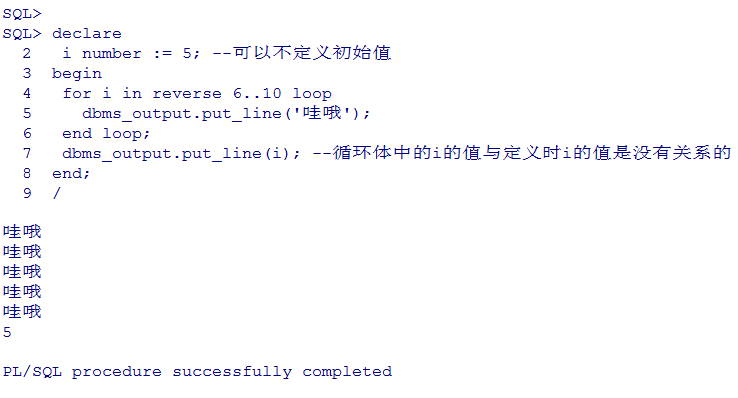 SQL>
SQL> declare
  2   i number := 5; --可以不定义初始值
  3  begin
  4   for i in reverse 6..10 loop
  5     dbms_output.put_line('哇哦');
  6   end loop;
  7   dbms_output.put_line(i); --循环体中的i的值与定义时i的值是没有关系的
  8  end;
  9  /
哇哦
哇哦
哇哦
哇哦
哇哦
5
PL/SQL procedure successfully completed